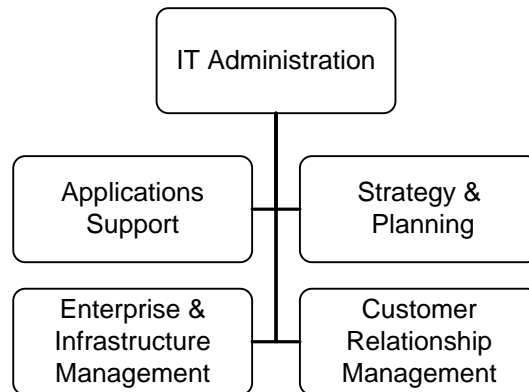 IT Administration
Applications
Support
Strategy &
Planning
Enterprise &
Infrastructure
Management
Customer
Relationship
Management